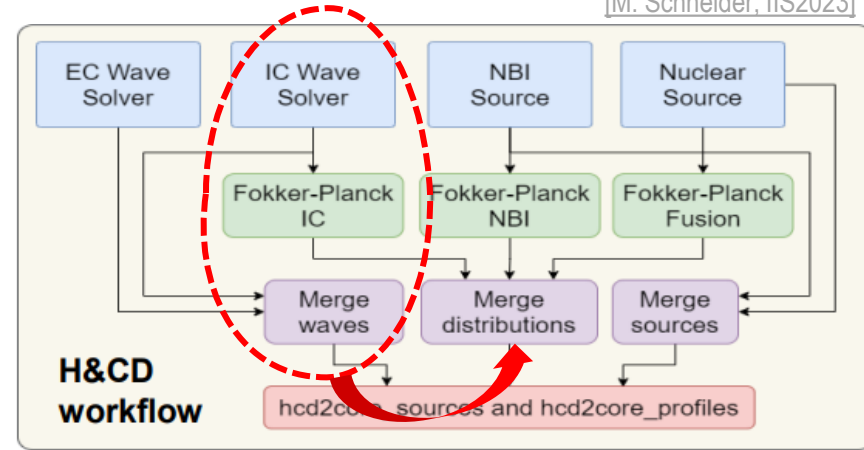 [M. Schneider, IIS2023]
EC Wave
Solver
IC Wave
Solver
NBI
Source
Nuclear
Source
Fokker-Planck
IC
Fokker-Planck
NBI
Fokker-Planck
Fusion
Merge
waves
Merge
distributions
Merge
sources
H&CD
workflow
hcd2core_sources and hcd2core_profiles